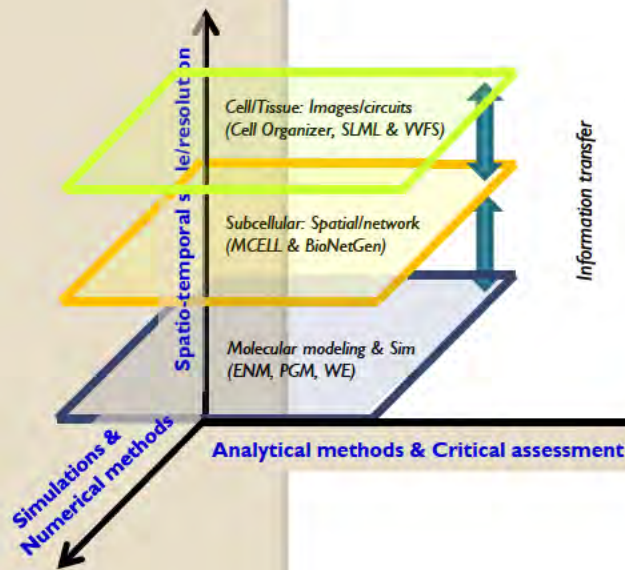 Spatio-temporal s le/resolution
Cell/Tissue: Images/circuits
(Cell Organizer, SLML & VVFS)
Subcellular: Spatial/network
(MCELL & BioNetGen)
Molecular modeling & Sim
(ENM, PGM, WE)
Information transfer
Analytical methods & Critical assessment
Simulations &
Numerical methods